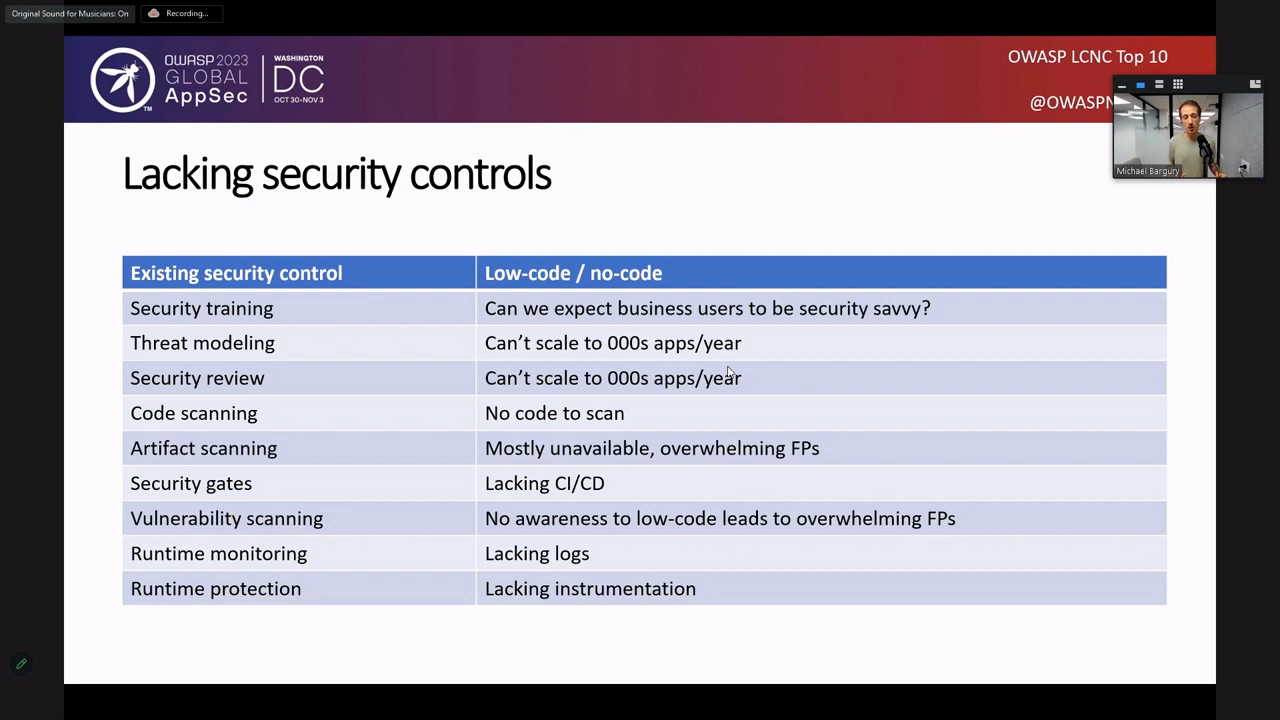 Original Sound for Musicians: On
Recording...
OWASP 2023
GLOBAL
AppSec
TM
WASHINGTON
DC
OCT 30-NOV 3
OWASP LCNC Top 10
@OWASPN
Michael Bargury
Lacking security controls
Existing security control Low-code / no-code
Security training Can we expect business users to be security savvy?
Threat modeling Can't scale to 000s apps/year
Security review Can't scale to 000s apps/year
Code scanning No code to scan
Artifact scanning Mostly unavailable, overwhelming FPs
Security gates Lacking CI/CD
Vulnerability scanning No awareness to low-code leads to overwhelming FPs
Runtime monitoring Lacking logs
Runtime protection Lacking instrumentation